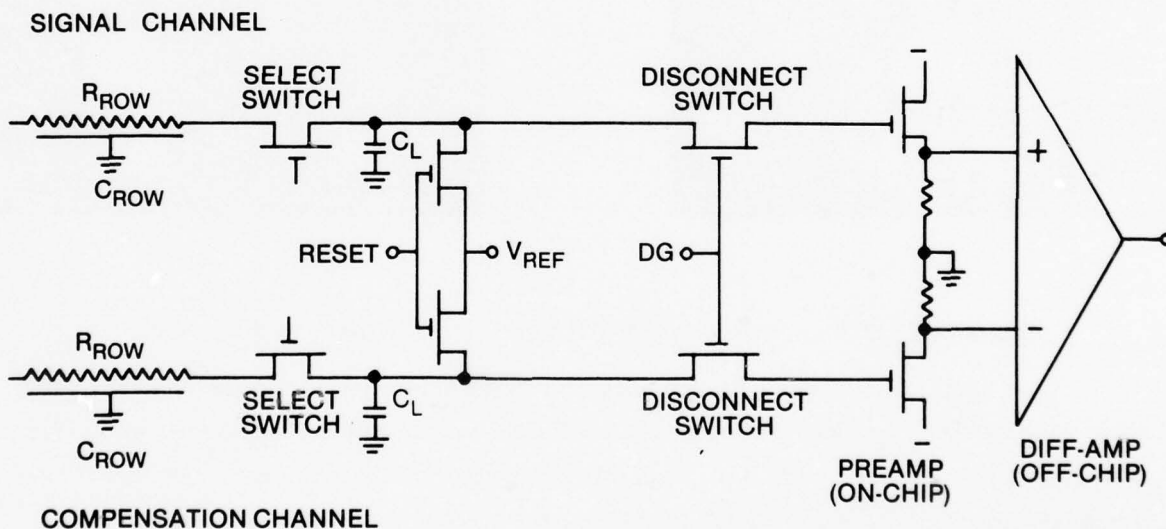 SIGNAL CHANNEL
R_ROW
C_ROW
SELECT
SWITCH
C_L
DISCONNECT
SWITCH
−
+
RESET
V_REF
DG
−
R_ROW
C_ROW
SELECT
SWITCH
C_L
DISCONNECT
SWITCH
−
PREAMP
(ON-CHIP)
DIFF-AMP
(OFF-CHIP)
COMPENSATION CHANNEL